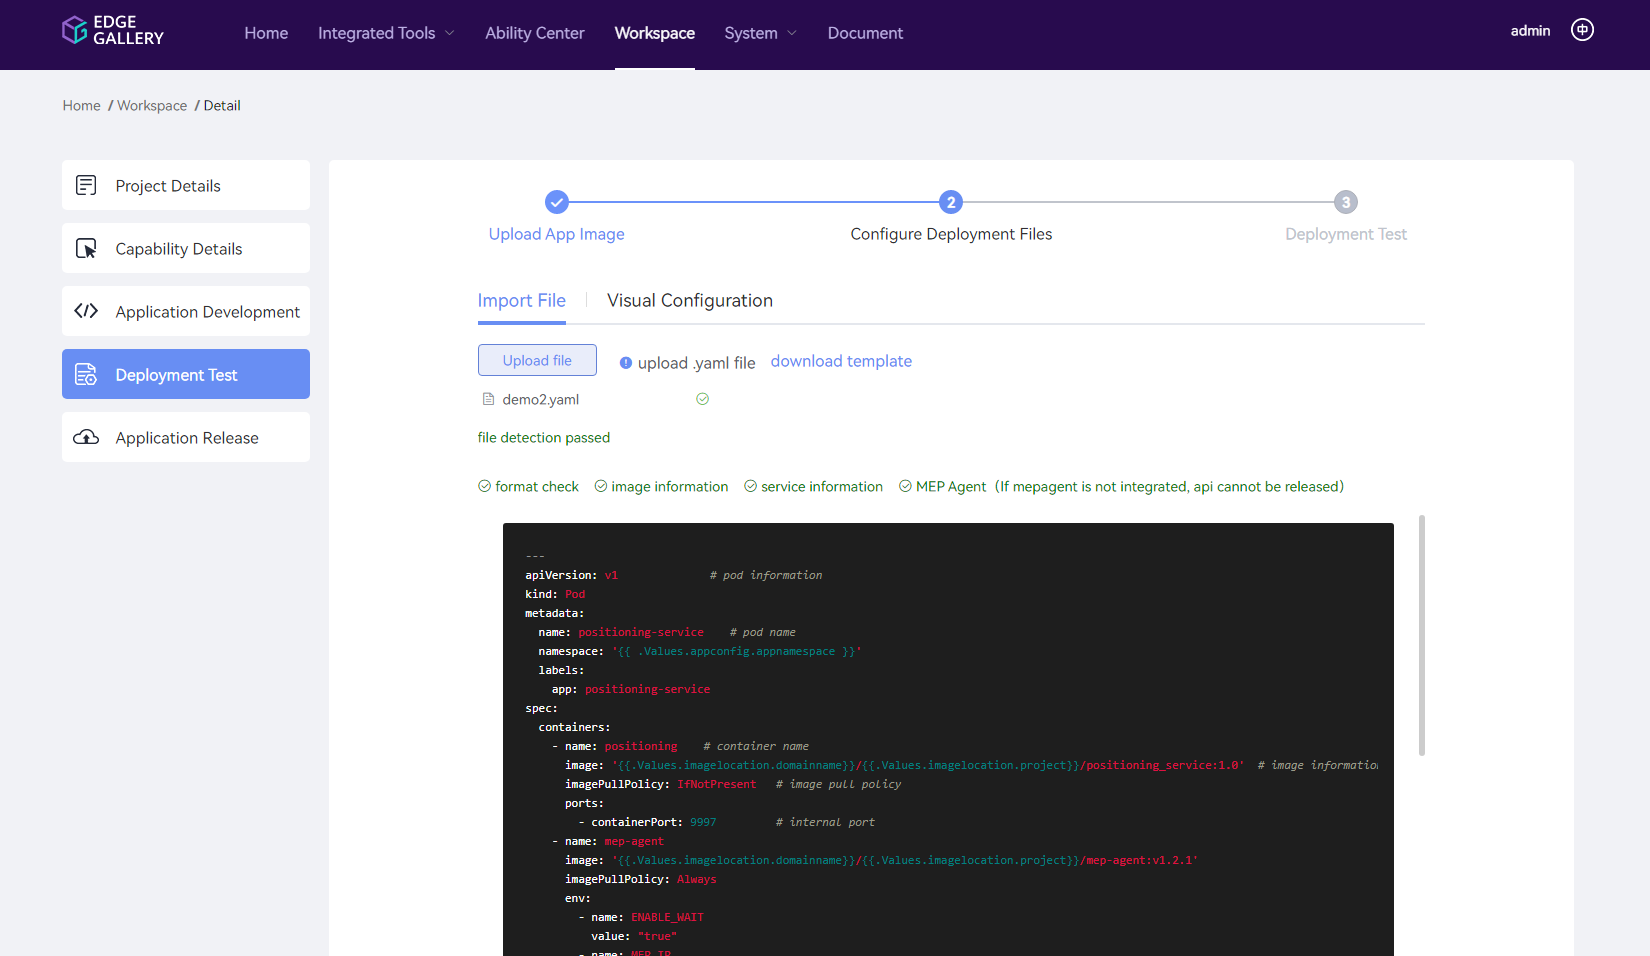 EDGE
GALLERY
Home Integrated Tools Ability Center Workspace System Document admin 中
Home / Workspace / Detail
Project Details
Capability Details
Application Development
Deployment Test
Application Release
2 3
Upload App Image Configure Deployment Files Deployment Test
Import File Visual Configuration
Upload file upload .yaml file download template
demo2.yaml
file detection passed
format check image information service information MEP Agent（If mepagent is not integrated, api cannot be released）
---
apiVersion: v1 # pod information
kind: Pod
metadata:
name: positioning-service # pod name
namespace: '{{ .Values.appconfig.appnamespace }}'
labels:
app: positioning-service
spec:
containers:
- name: positioning # container name
image: '{{.Values.imagelocation.domainname}}/{{.Values.imagelocation.project}}/positioning_service:1.0' # image information
imagePullPolicy: IfNotPresent # image pull policy
ports:
- containerPort: 9997 # internal port
- name: mep-agent
image: '{{.Values.imagelocation.domainname}}/{{.Values.imagelocation.project}}/mep-agent:v1.2.1'
imagePullPolicy: Always
env:
- name: ENABLE_WAIT
value: "true"
- name: MEP_IP